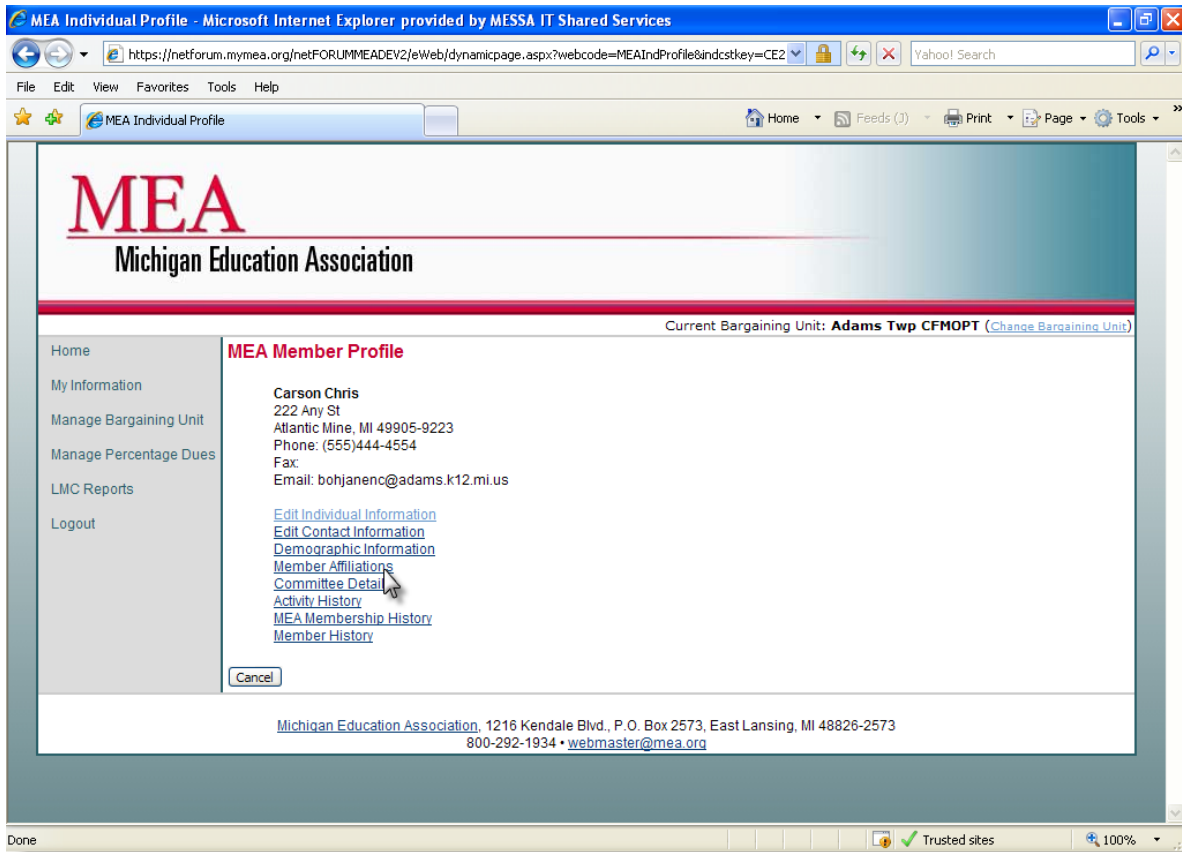 MEA Individual Profile - Microsoft Internet Explorer provided by MESSA IT Shared Services
https://netforum.mymea.org/netFORUMMEADEV2/eWeb/dynamicpage.aspx?webcode=MEAIndProfile&indcstkey=CE2 Yahoo! Search
File Edit View Favorites Tools Help
MEA Individual Profile Home Feeds (J) Print Page Tools »
MEA
Michigan Education Association
Current Bargaining Unit: Adams Twp CFMOPT (Change Bargaining Unit)
Home
My Information
Manage Bargaining Unit
Manage Percentage Dues
LMC Reports
Logout
MEA Member Profile
Carson Chris
222 Any St
Atlantic Mine, MI 49905-9223
Phone: (555)444-4554
Fax:
Email: bohjanenc@adams.k12.mi.us
Edit Individual Information
Edit Contact Information
Demographic Information
Member Affiliations
Committee Detail
Activity History
MEA Membership History
Member History
Cancel
Michigan Education Association, 1216 Kendale Blvd., P.O. Box 2573, East Lansing, MI 48826-2573
800-292-1934 • webmaster@mea.org
Done Trusted sites 100%